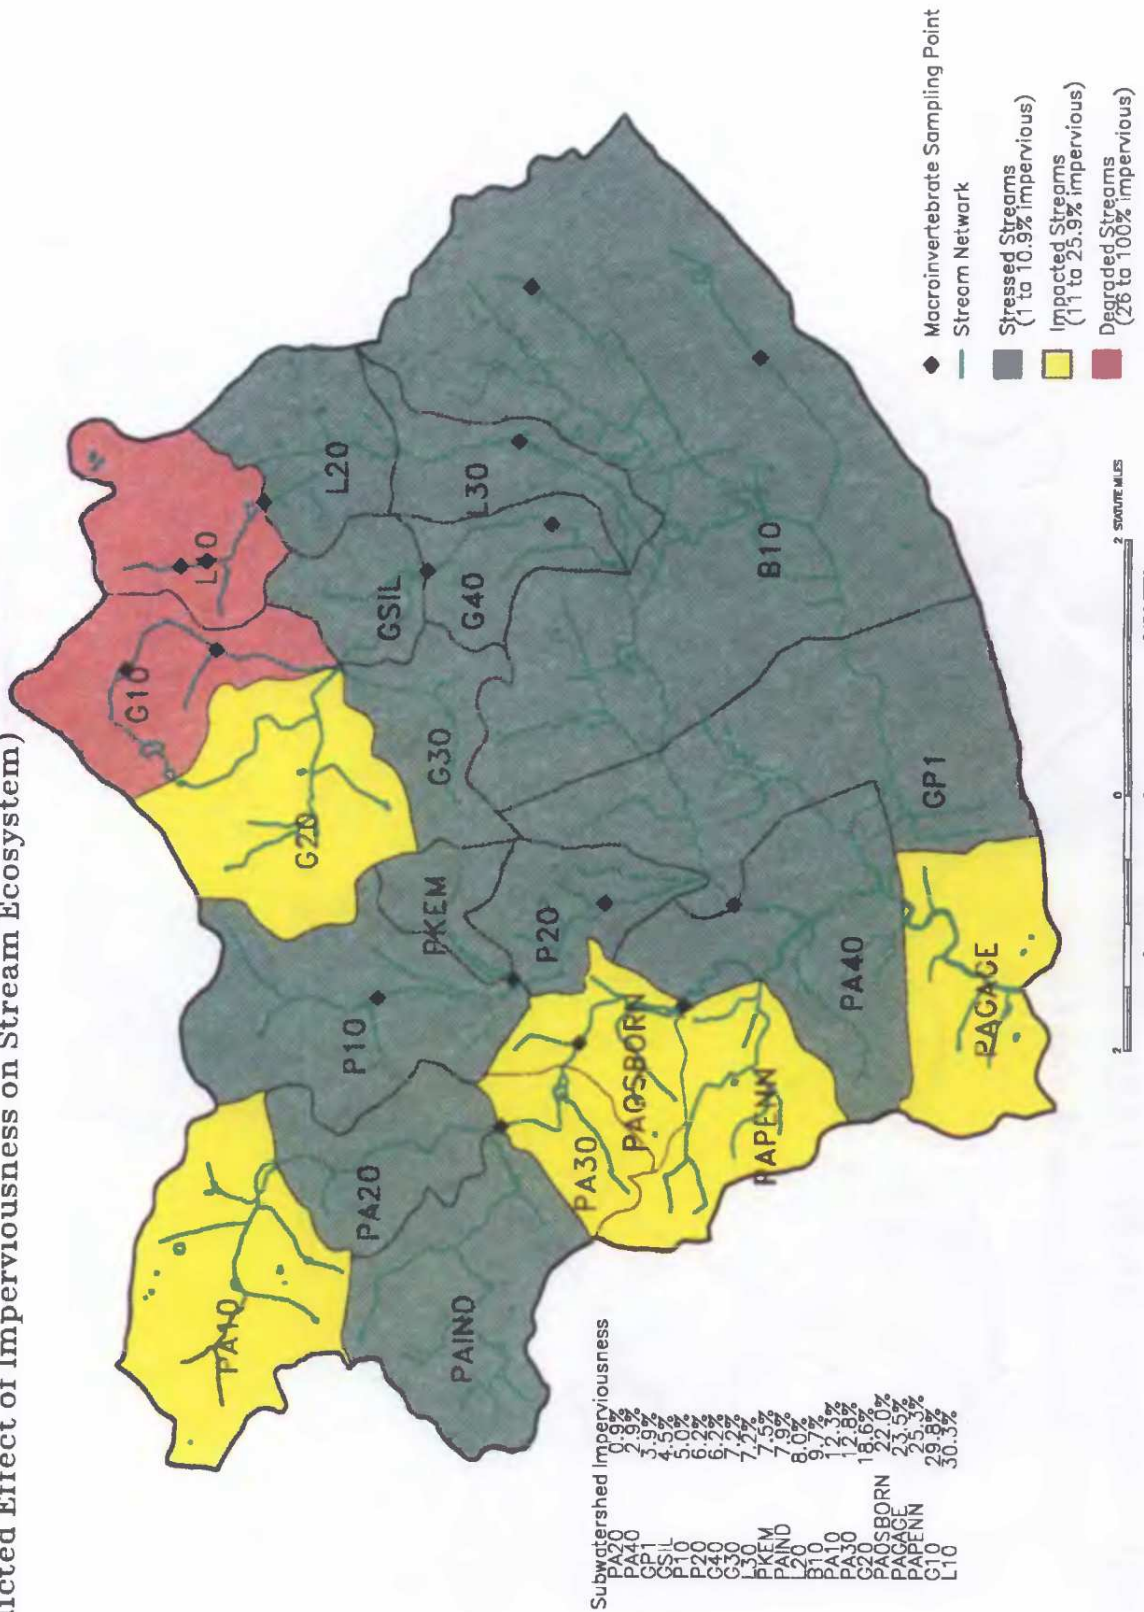 icted Effect of Imperviousness on Stream Ecosystem)
PA10
PA20
PAIND
P10
PKEM
G20
G10
L10
G30
GSIL
L20
G40
L30
P20
PA30
PAOSBORN
PAPENN
PA40
PAGACE
GP1
B10
Subwatershed Imperviousness
PA20 0.9%
PA40 2.9%
GP1 3.9%
GSIL 4.5%
P10 5.0%
P20 6.2%
G40 6.2%
G30 7.2%
L30 7.2%
PKEM 7.5%
PAIND 7.9%
L20 8.0%
B10 9.7%
PA10 12.3%
PA30 12.8%
G20 18.6%
PAOSBORN 22.0%
PAGACE 23.5%
PAPENN 25.3%
G10 29.8%
L10 30.3%
2 0 2 STATUTE MILES
Macroinvertebrate Sampling Point
Stream Network
Stressed Streams
(1 to 10.9% impervious)
Impacted Streams
(11 to 25.9% impervious)
Degraded Streams
(26 to 100% impervious)